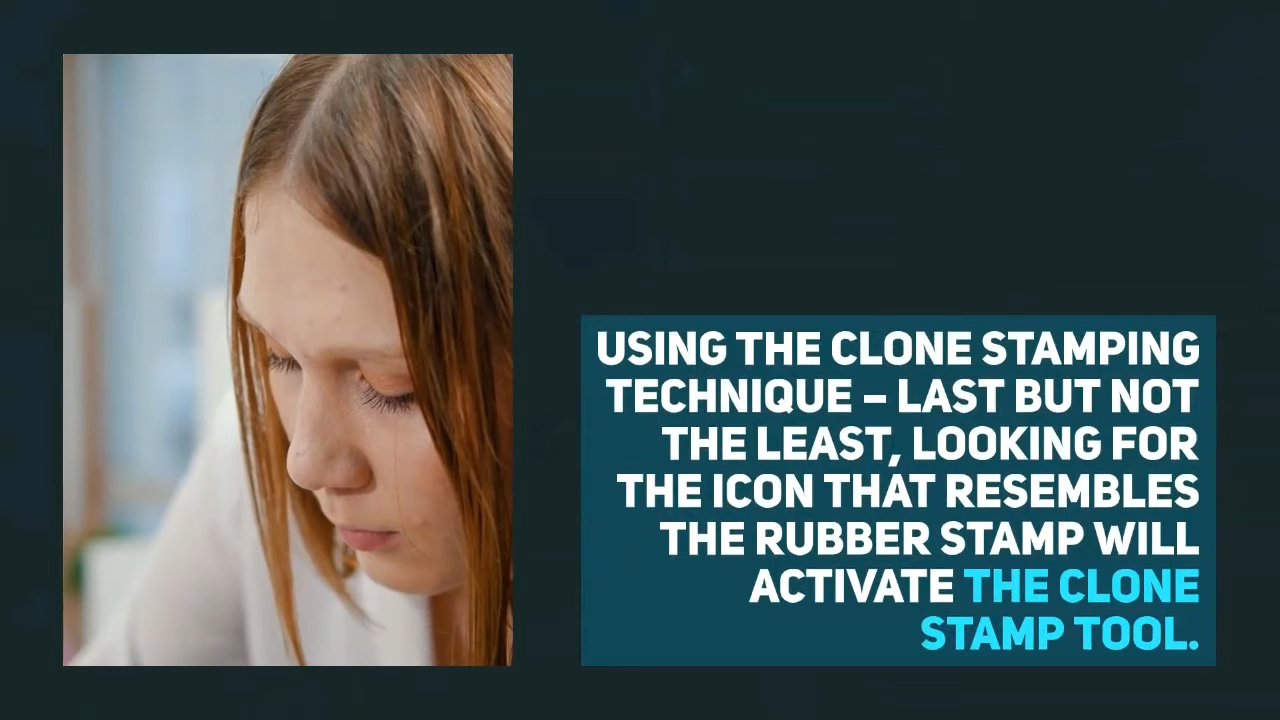 USING THE CLONE STAMPING
TECHNIQUE – LAST BUT NOT
THE LEAST, LOOKING FOR
THE ICON THAT RESEMBLES
THE RUBBER STAMP WILL
ACTIVATE THE CLONE
STAMP TOOL.